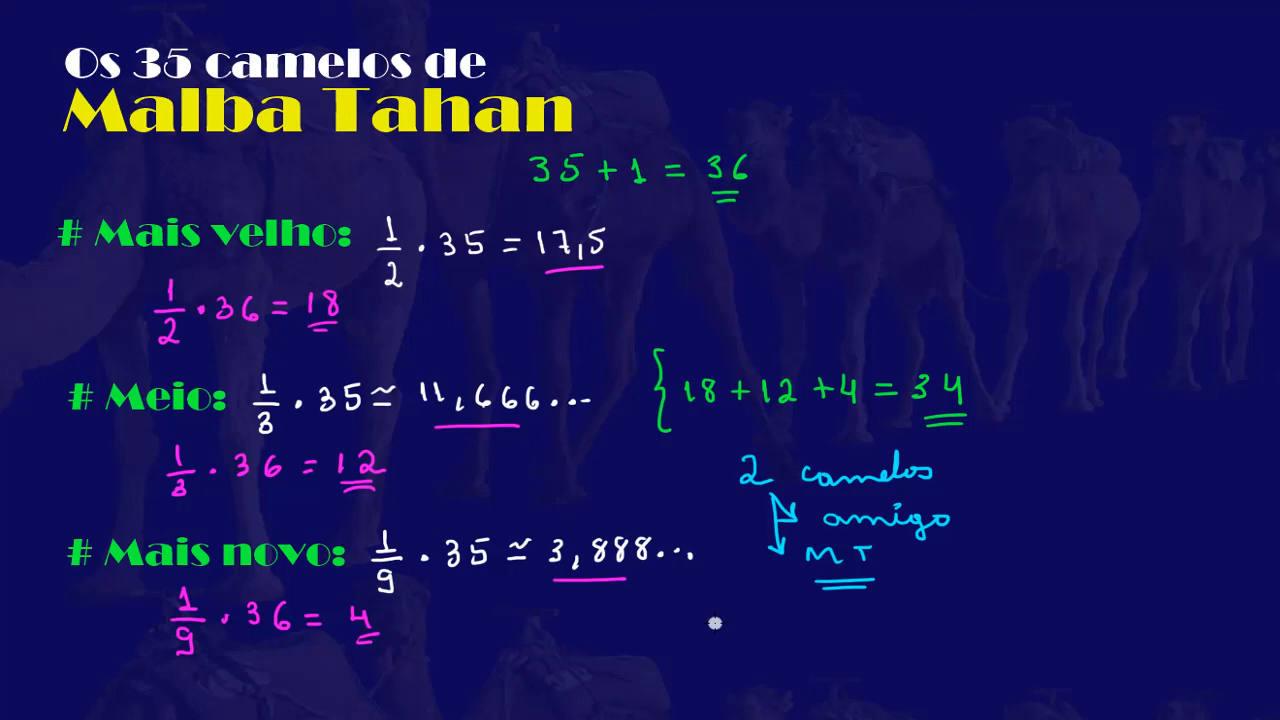 Os 35 camelos de
Malba Tahan
35 + 1 = 36
# Mais velho: 1/2 · 35 = 17,5
1/2 · 36 = 18
# Meio: 1/3 · 35 ≃ 11,666...
{18 + 12 + 4 = 34
1/3 · 36 = 12
2 camelos
amigo
MT
# Mais novo: 1/9 · 35 ≃ 3,888...
1/9 · 36 = 4